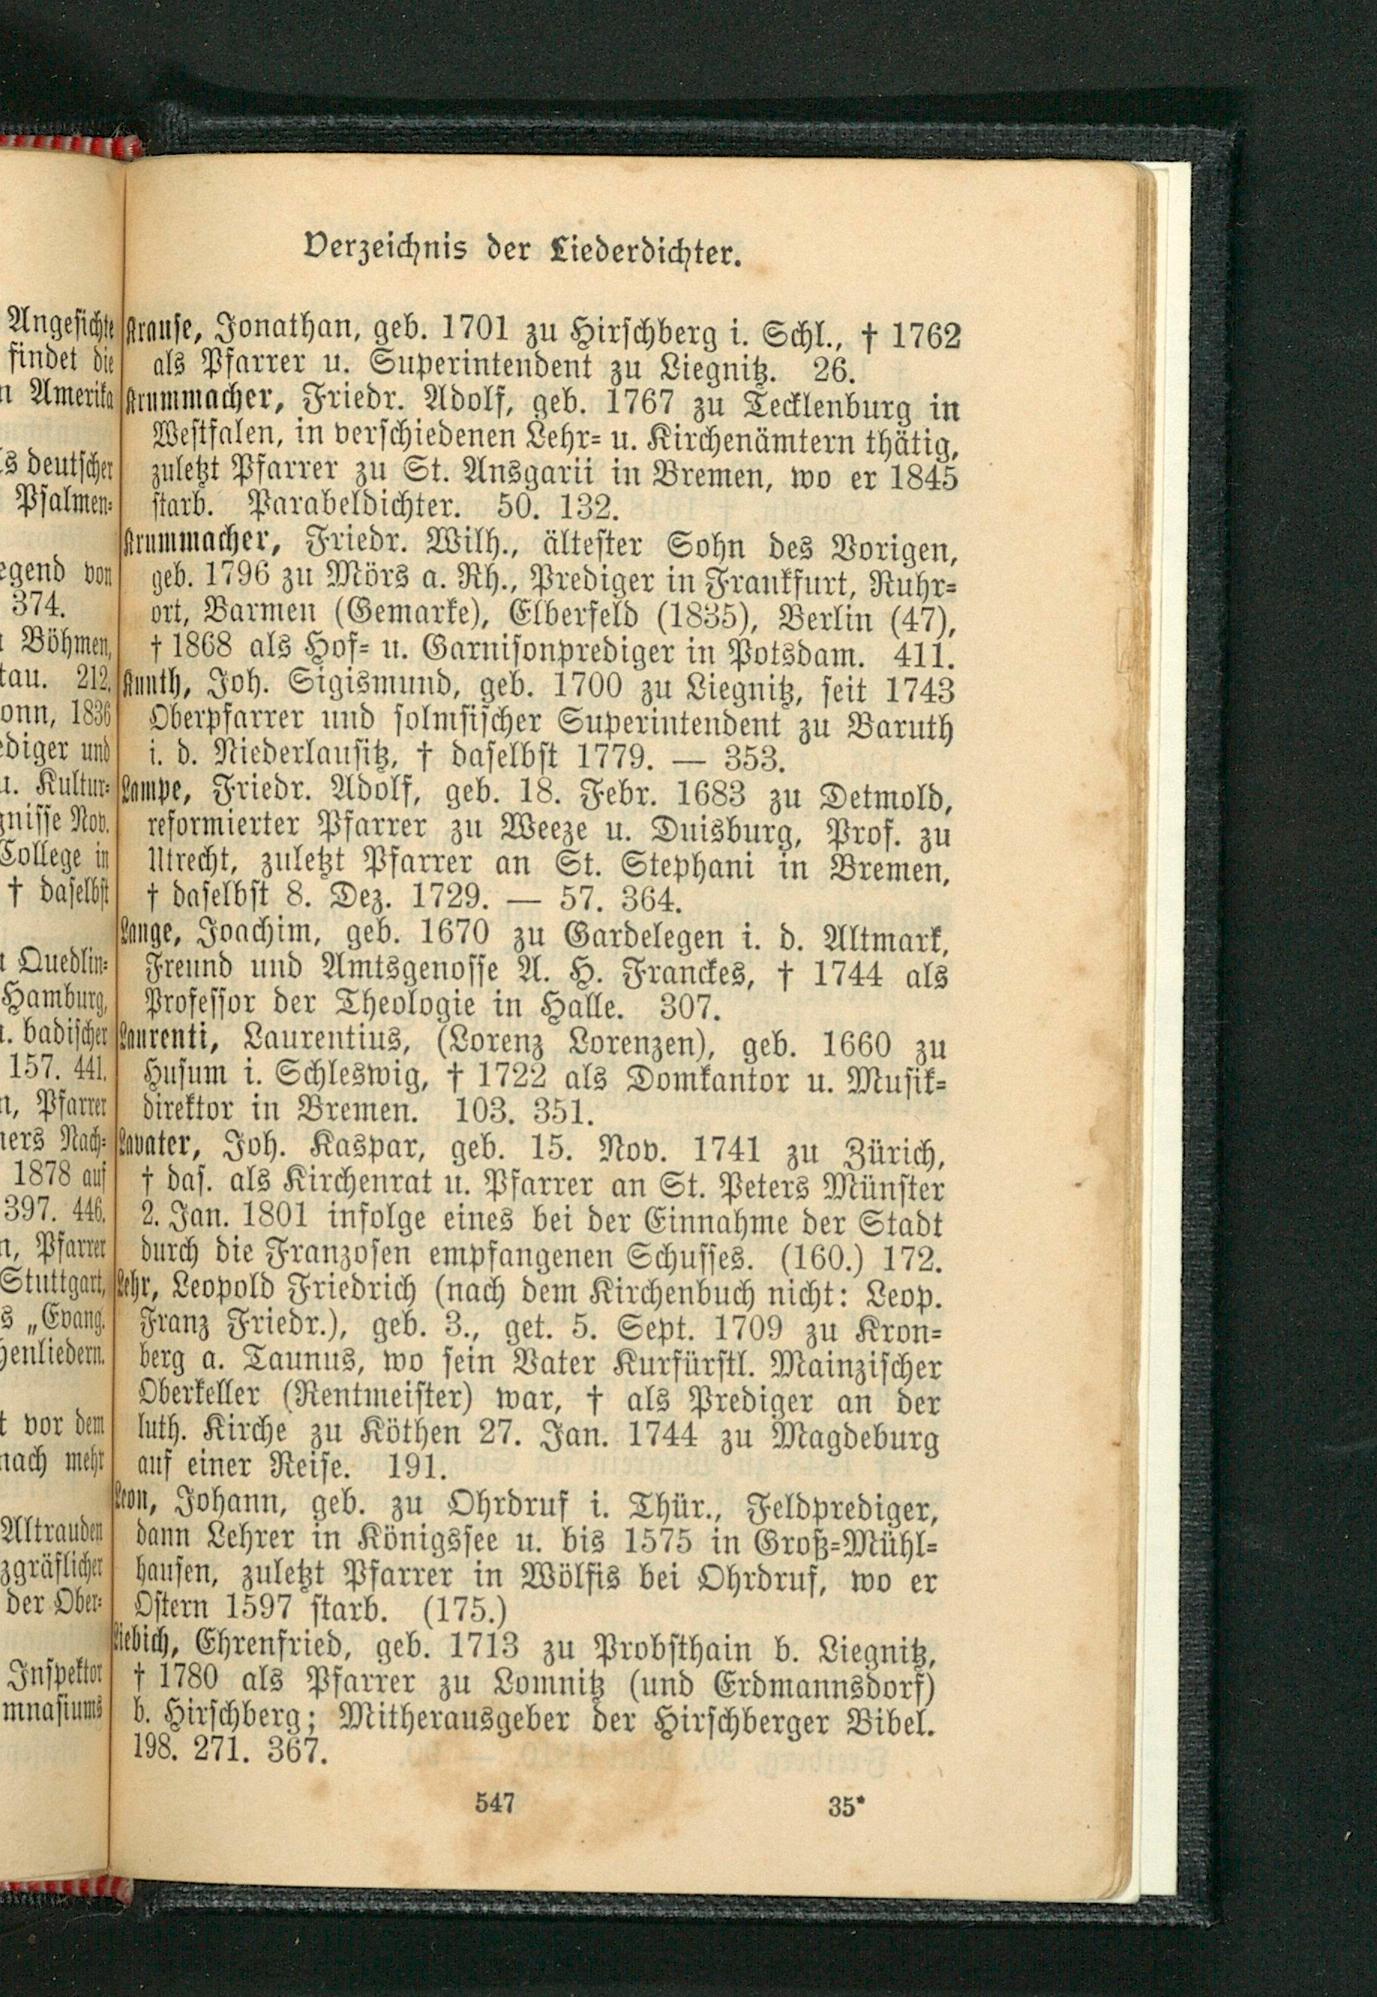 Verzeichnis der Liederdichter.
Krause, Jonathan, geb. 1701 zu Hirschberg i. Schl., † 1762
als Pfarrer u. Superintendent zu Liegnitz. 26.
Krummacher, Friedr. Adolf, geb. 1767 zu Tecklenburg in
Westfalen, in verschiedenen Lehr- u. Kirchenämtern thätig,
zuletzt Pfarrer zu St. Ansgarii in Bremen, wo er 1845
starb. Parabeldichter. 50. 132.
Krummacher, Friedr. Wilh., ältester Sohn des Vorigen,
geb. 1796 zu Mörs a. Rh., Prediger in Frankfurt, Ruhr-
ort, Barmen (Gemarke), Elberfeld (1835), Berlin (47),
† 1868 als Hof- u. Garnisonprediger in Potsdam. 411.
Kunth, Joh. Sigismund, geb. 1700 zu Liegnitz, seit 1743
Oberpfarrer und solmsischer Superintendent zu Baruth
i. d. Niederlausitz, † daselbst 1779. — 353.
Lampe, Friedr. Adolf, geb. 18. Febr. 1683 zu Detmold,
reformierter Pfarrer zu Weeze u. Duisburg, Prof. zu
Utrecht, zuletzt Pfarrer an St. Stephani in Bremen,
† daselbst 8. Dez. 1729. — 57. 364.
Lange, Joachim, geb. 1670 zu Gardelegen i. d. Altmark,
Freund und Amtsgenosse A. H. Franckes, † 1744 als
Professor der Theologie in Halle. 307.
Laurenti, Laurentius, (Lorenz Lorenzen), geb. 1660 zu
Husum i. Schleswig, † 1722 als Domkantor u. Musik-
direktor in Bremen. 103. 351.
Lavater, Joh. Kaspar, geb. 15. Nov. 1741 zu Zürich,
† das. als Kirchenrat u. Pfarrer an St. Peters Münster
2. Jan. 1801 infolge eines bei der Einnahme der Stadt
durch die Franzosen empfangenen Schusses. (160.) 172.
Lehr, Leopold Friedrich (nach dem Kirchenbuch nicht: Leop.
Franz Friedr.), geb. 3., get. 5. Sept. 1709 zu Kron-
berg a. Taunus, wo sein Vater Kurfürstl. Mainzischer
Oberkeller (Rentmeister) war, † als Prediger an der
luth. Kirche zu Köthen 27. Jan. 1744 zu Magdeburg
auf einer Reise. 191.
Leon, Johann, geb. zu Ohrdruf i. Thür., Feldprediger,
dann Lehrer in Königssee u. bis 1575 in Groß-Mühl-
hausen, zuletzt Pfarrer in Wölfis bei Ohrdruf, wo er
Ostern 1597 starb. (175.)
Liebich, Ehrenfried, geb. 1713 zu Probsthain b. Liegnitz,
† 1780 als Pfarrer zu Lomnitz (und Erdmannsdorf)
b. Hirschberg; Mitherausgeber der Hirschberger Bibel.
198. 271. 367.
547 35*